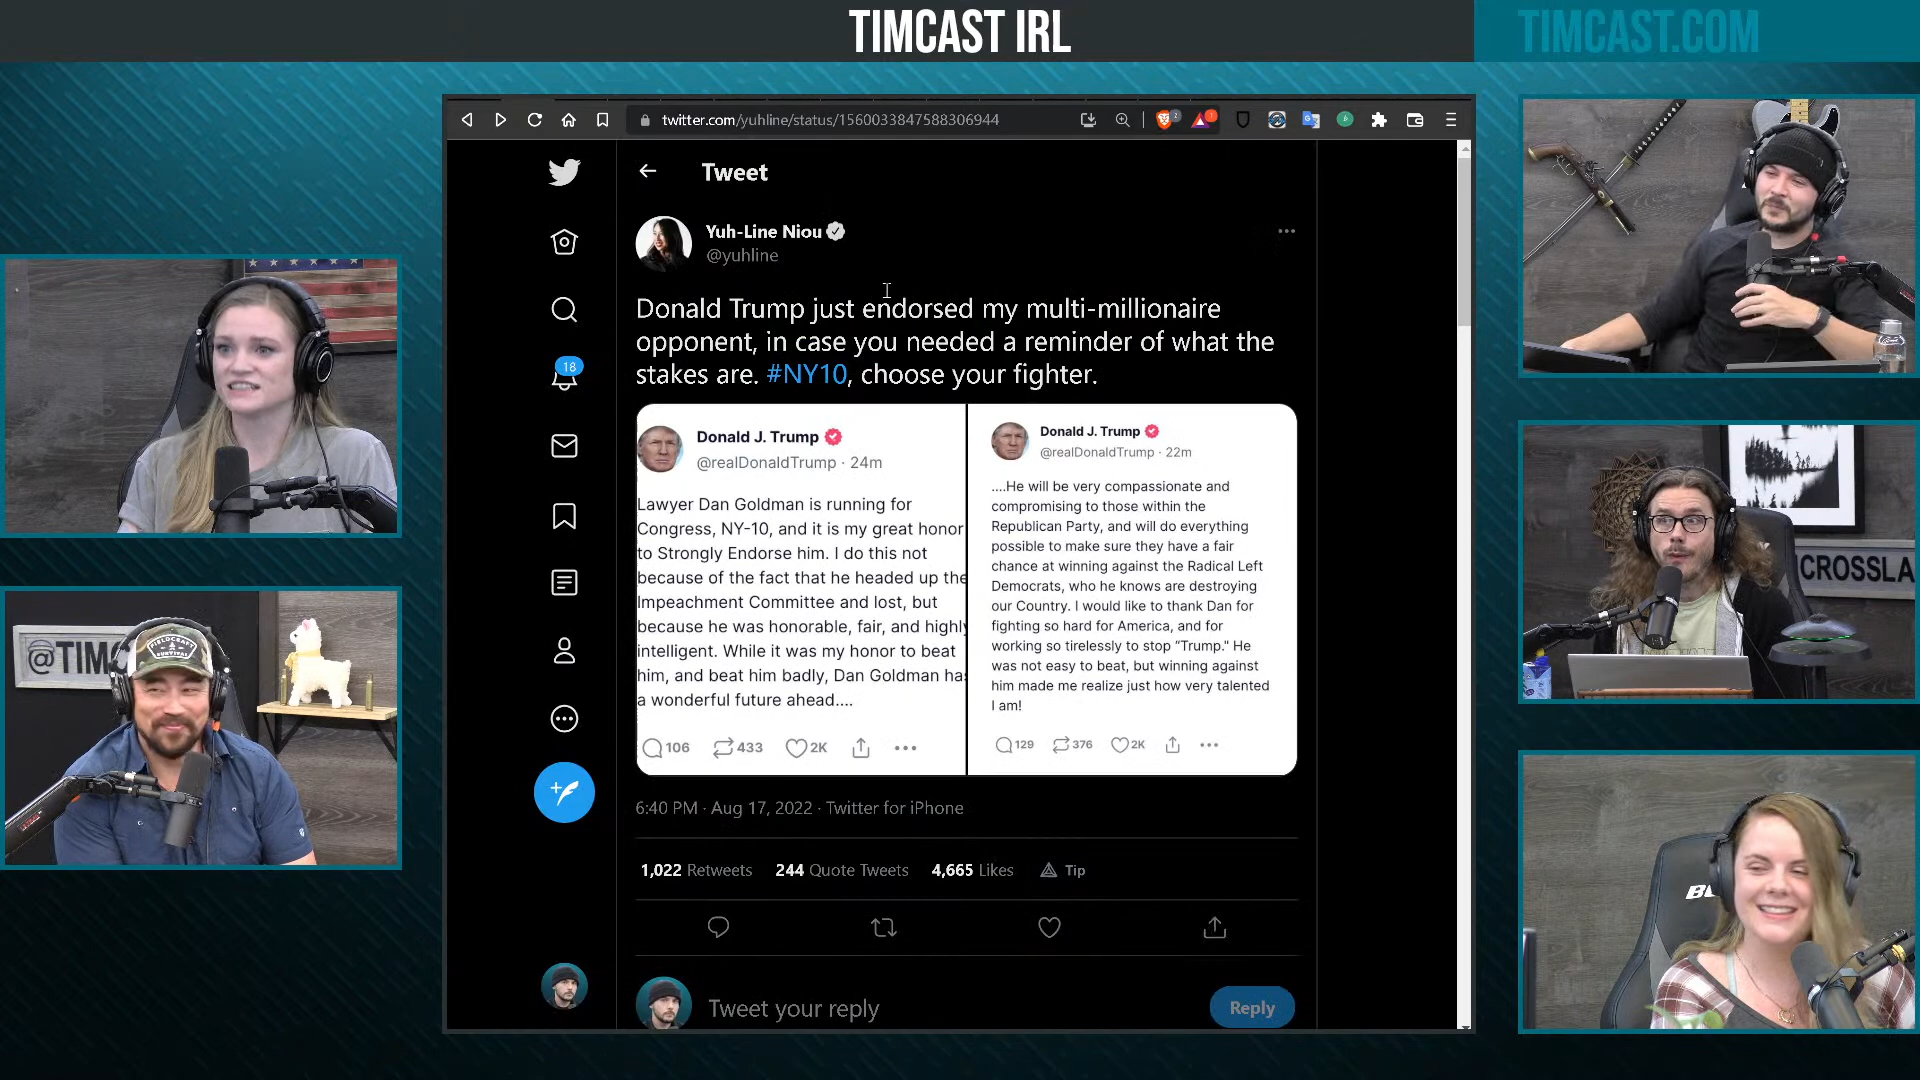 TIMCAST IRL
TIMCAST.COM
twitter.com/yuhline/status/1560033847588306944
2
1
Tweet
Yuh-Line Niou
@yuhline
Donald Trump just endorsed my multi-millionaire
opponent, in case you needed a reminder of what the
stakes are. #NY10, choose your fighter.
18
Donald J. Trump
@realDonaldTrump · 24m
Lawyer Dan Goldman is running for
Congress, NY-10, and it is my great honor
to Strongly Endorse him. I do this not
because of the fact that he headed up the
Impeachment Committee and lost, but
because he was honorable, fair, and highly
intelligent. While it was my honor to beat
him, and beat him badly, Dan Goldman has
a wonderful future ahead....
106 433 2K
Donald J. Trump
@realDonaldTrump · 22m
....He will be very compassionate and
compromising to those within the
Republican Party, and will do everything
possible to make sure they have a fair
chance at winning against the Radical Left
Democrats, who he knows are destroying
our Country. I would like to thank Dan for
fighting so hard for America, and for
working so tirelessly to stop “Trump." He
was not easy to beat, but winning against
him made me realize just how very talented
I am!
129 376 2K
6:40 PM · Aug 17, 2022 · Twitter for iPhone
1,022 Retweets 244 Quote Tweets 4,665 Likes Tip
Tweet your reply
Reply
@TIMC
FIELDCRAFT
SURVIVAL
CROSSLA